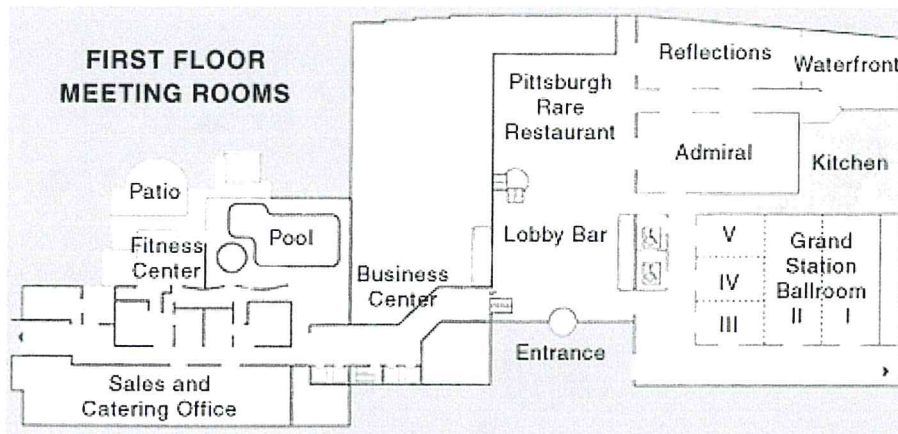 FIRST FLOOR
MEETING ROOMS
Reflections
Waterfront
Pittsburgh
Rare
Restaurant
Admiral
Kitchen
Patio
Pool
Fitness
Center
Business
Center
Lobby Bar
V
IV
III
Grand
Station
Ballroom
II
I
Entrance
Sales and
Catering Office